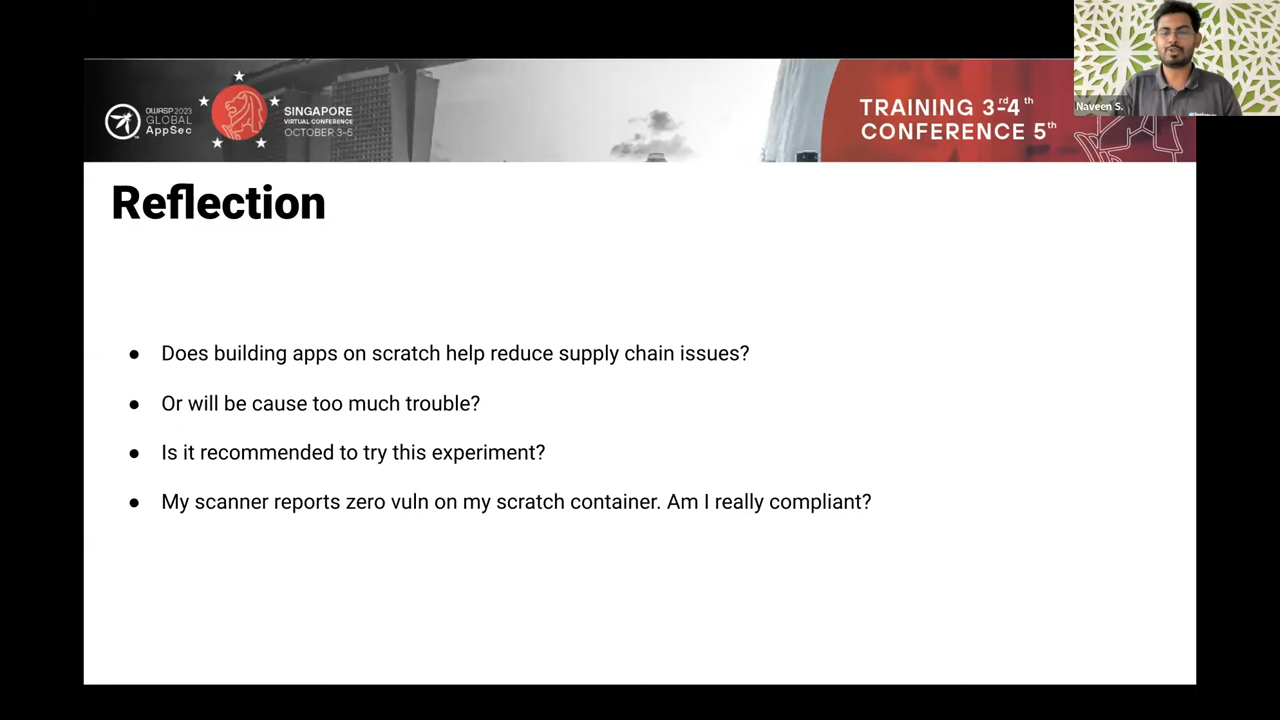 OWASP 2023
GLOBAL
AppSec
SINGAPORE
VIRTUAL CONFERENCE
OCTOBER 3-5
TRAINING 3rd-4th
CONFERENCE 5th
Naveen S.
Reflection
● Does building apps on scratch help reduce supply chain issues?
● Or will be cause too much trouble?
● Is it recommended to try this experiment?
● My scanner reports zero vuln on my scratch container. Am I really compliant?